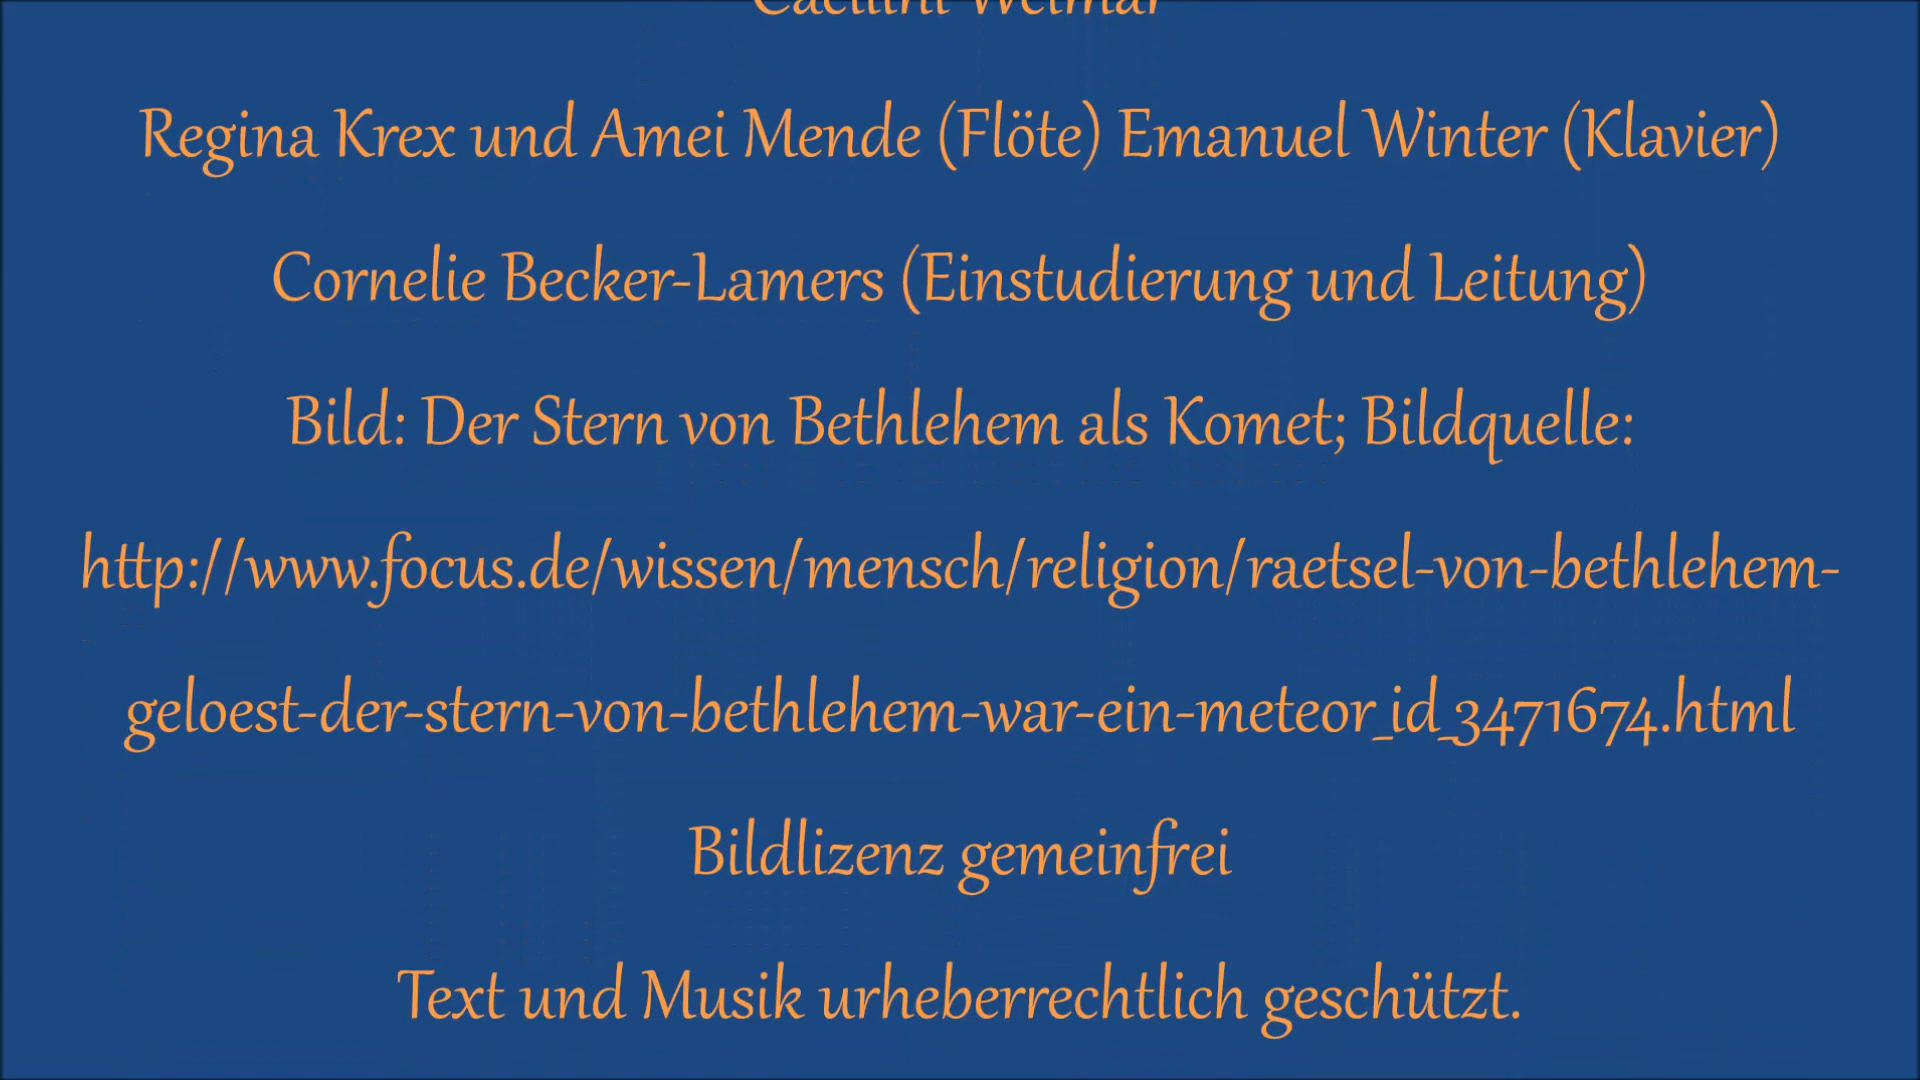 Weimar
Regina Krex und Amei Mende (Flöte) Emanuel Winter (Klavier)
Cornelie Becker-Lamers (Einstudierung und Leitung)
Bild: Der Stern von Bethlehem als Komet; Bildquelle:
http://www.focus.de/wissen/mensch/religion/raetsel-von-bethlehem-
geloest-der-stern-von-bethlehem-war-ein-meteor_id_3471674.html
Bildlizenz gemeinfrei
Text und Musik urheberrechtlich geschützt.